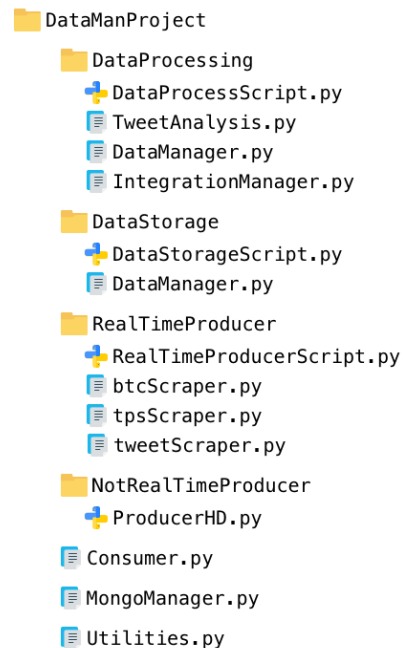 DataManProject
DataProcessing
DataProcessScript.py
TweetAnalysis.py
DataManager.py
IntegrationManager.py
DataStorage
DataStorageScript.py
DataManager.py
RealTimeProducer
RealTimeProducerScript.py
btcScraper.py
tpsScraper.py
tweetScraper.py
NotRealTimeProducer
ProducerHD.py
Consumer.py
MongoManager.py
Utilities.py